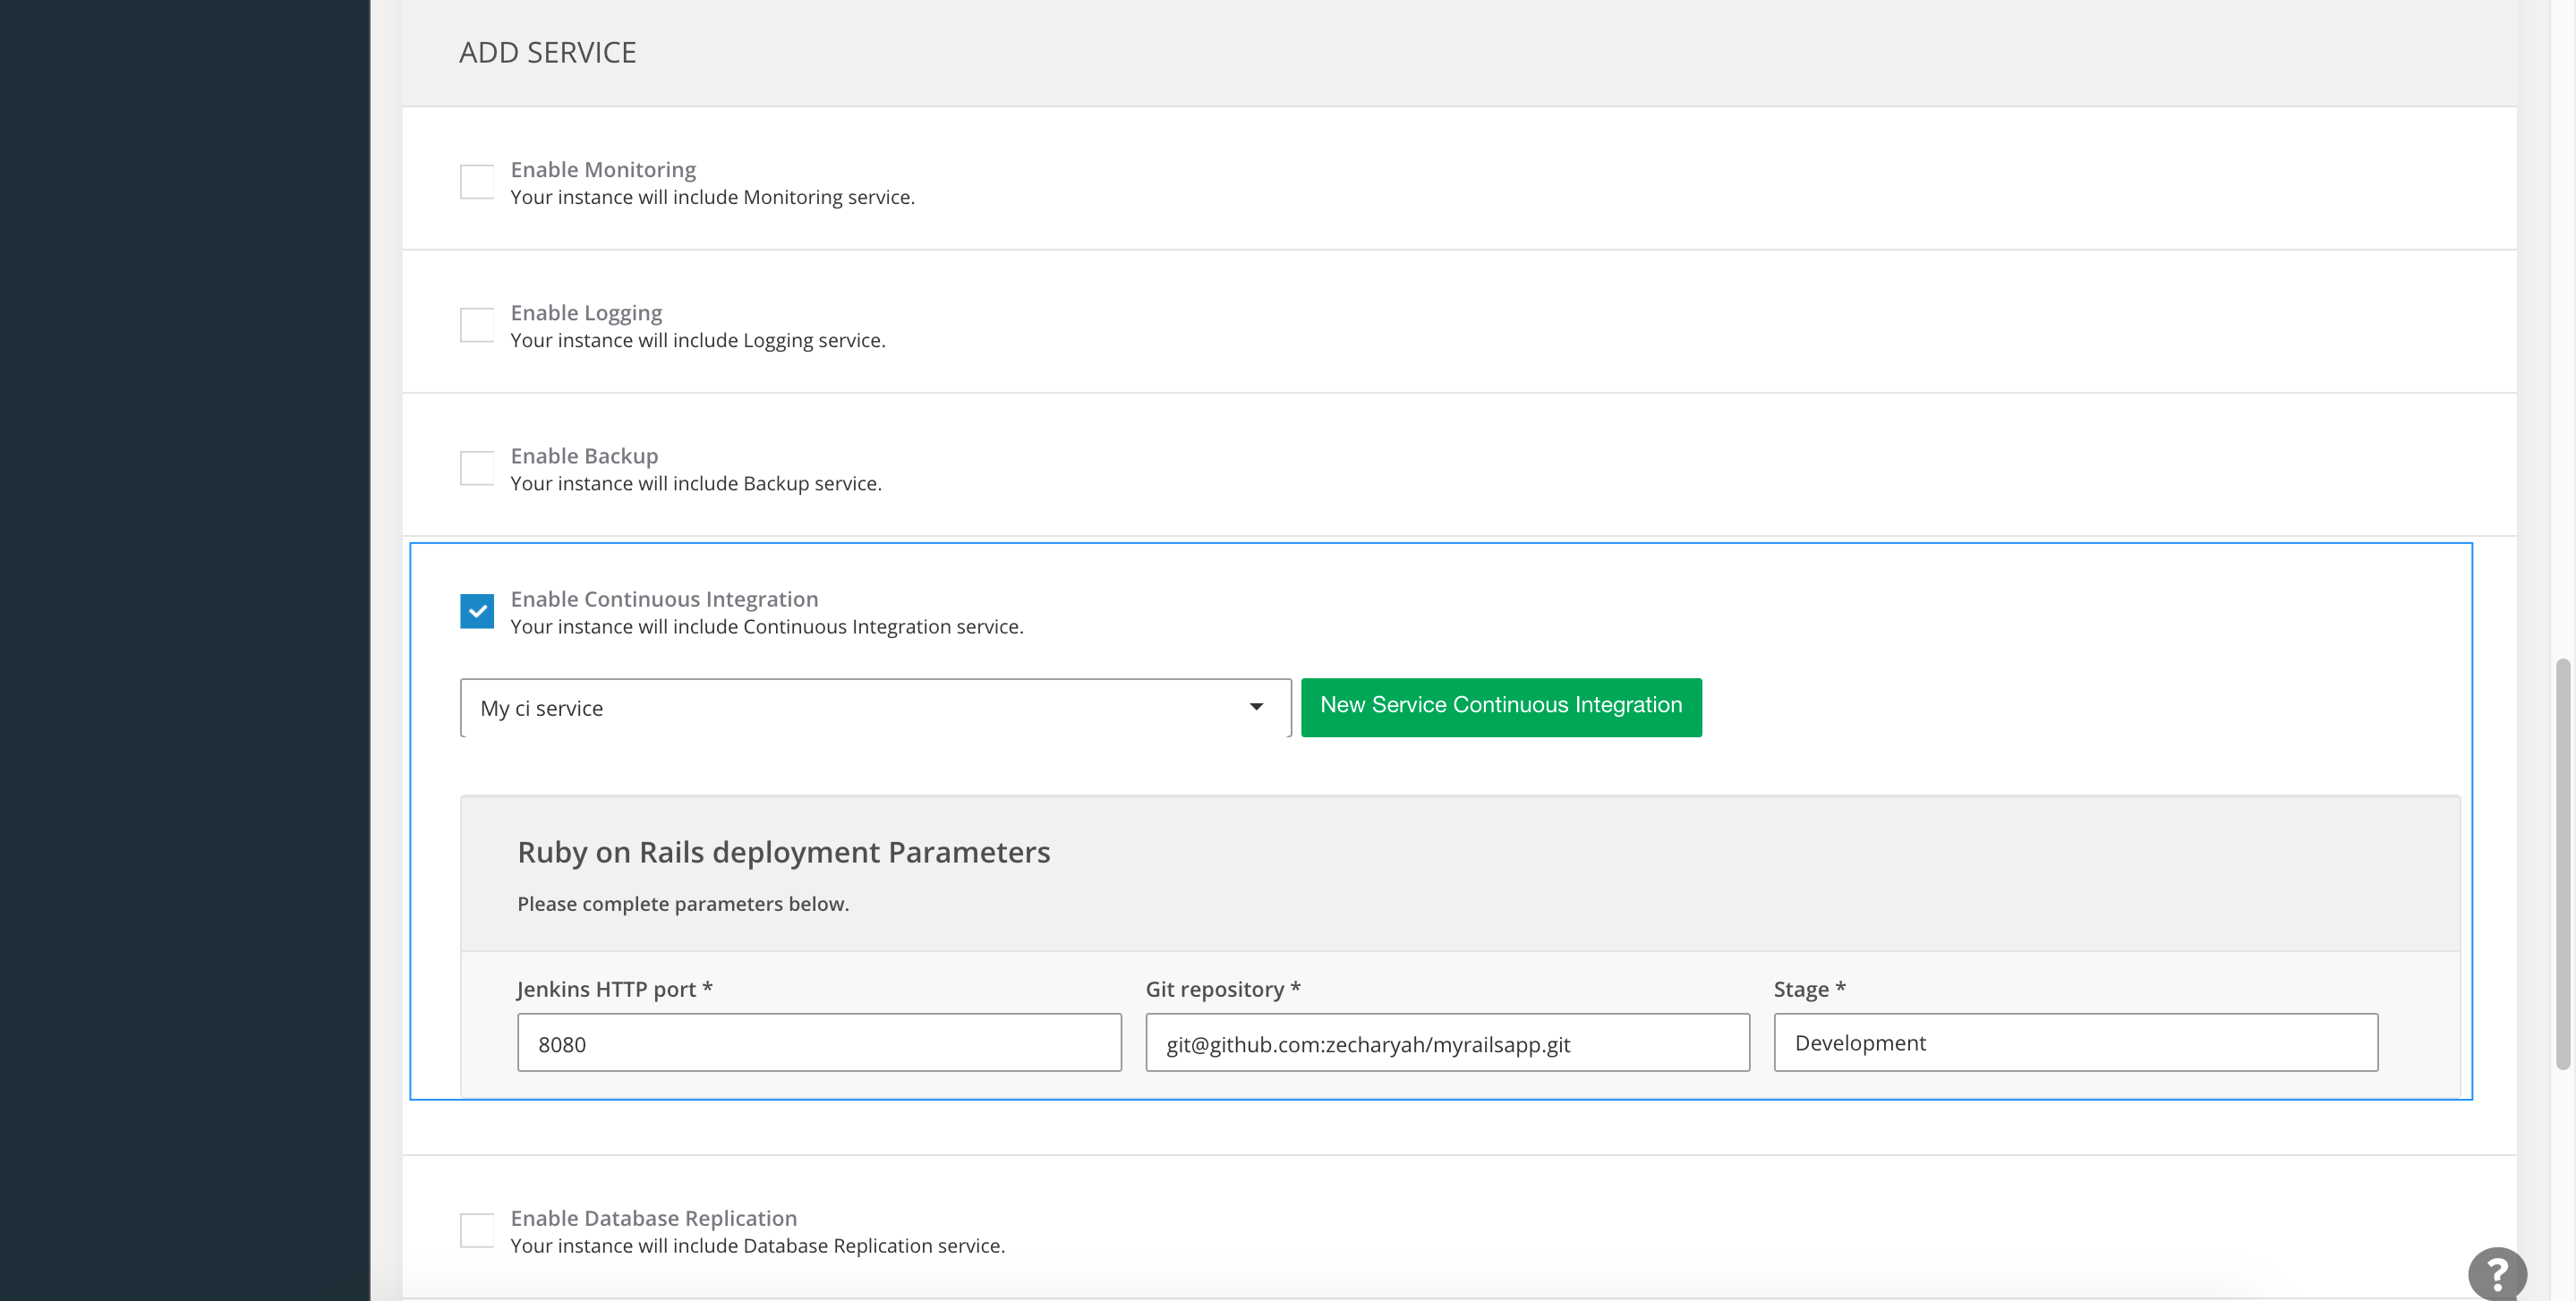 ADD SERVICE
Enable Monitoring
Your instance will include Monitoring service.
Enable Logging
Your instance will include Logging service.
Enable Backup
Your instance will include Backup service.
Enable Continuous Integration
Your instance will include Continuous Integration service.
My ci service
New Service Continuous Integration
Ruby on Rails deployment Parameters
Please complete parameters below.
Jenkins HTTP port * Git repository * Stage *
8080 git@github.com:zecharyah/myrailsapp.git Development
Enable Database Replication
Your instance will include Database Replication service.
?